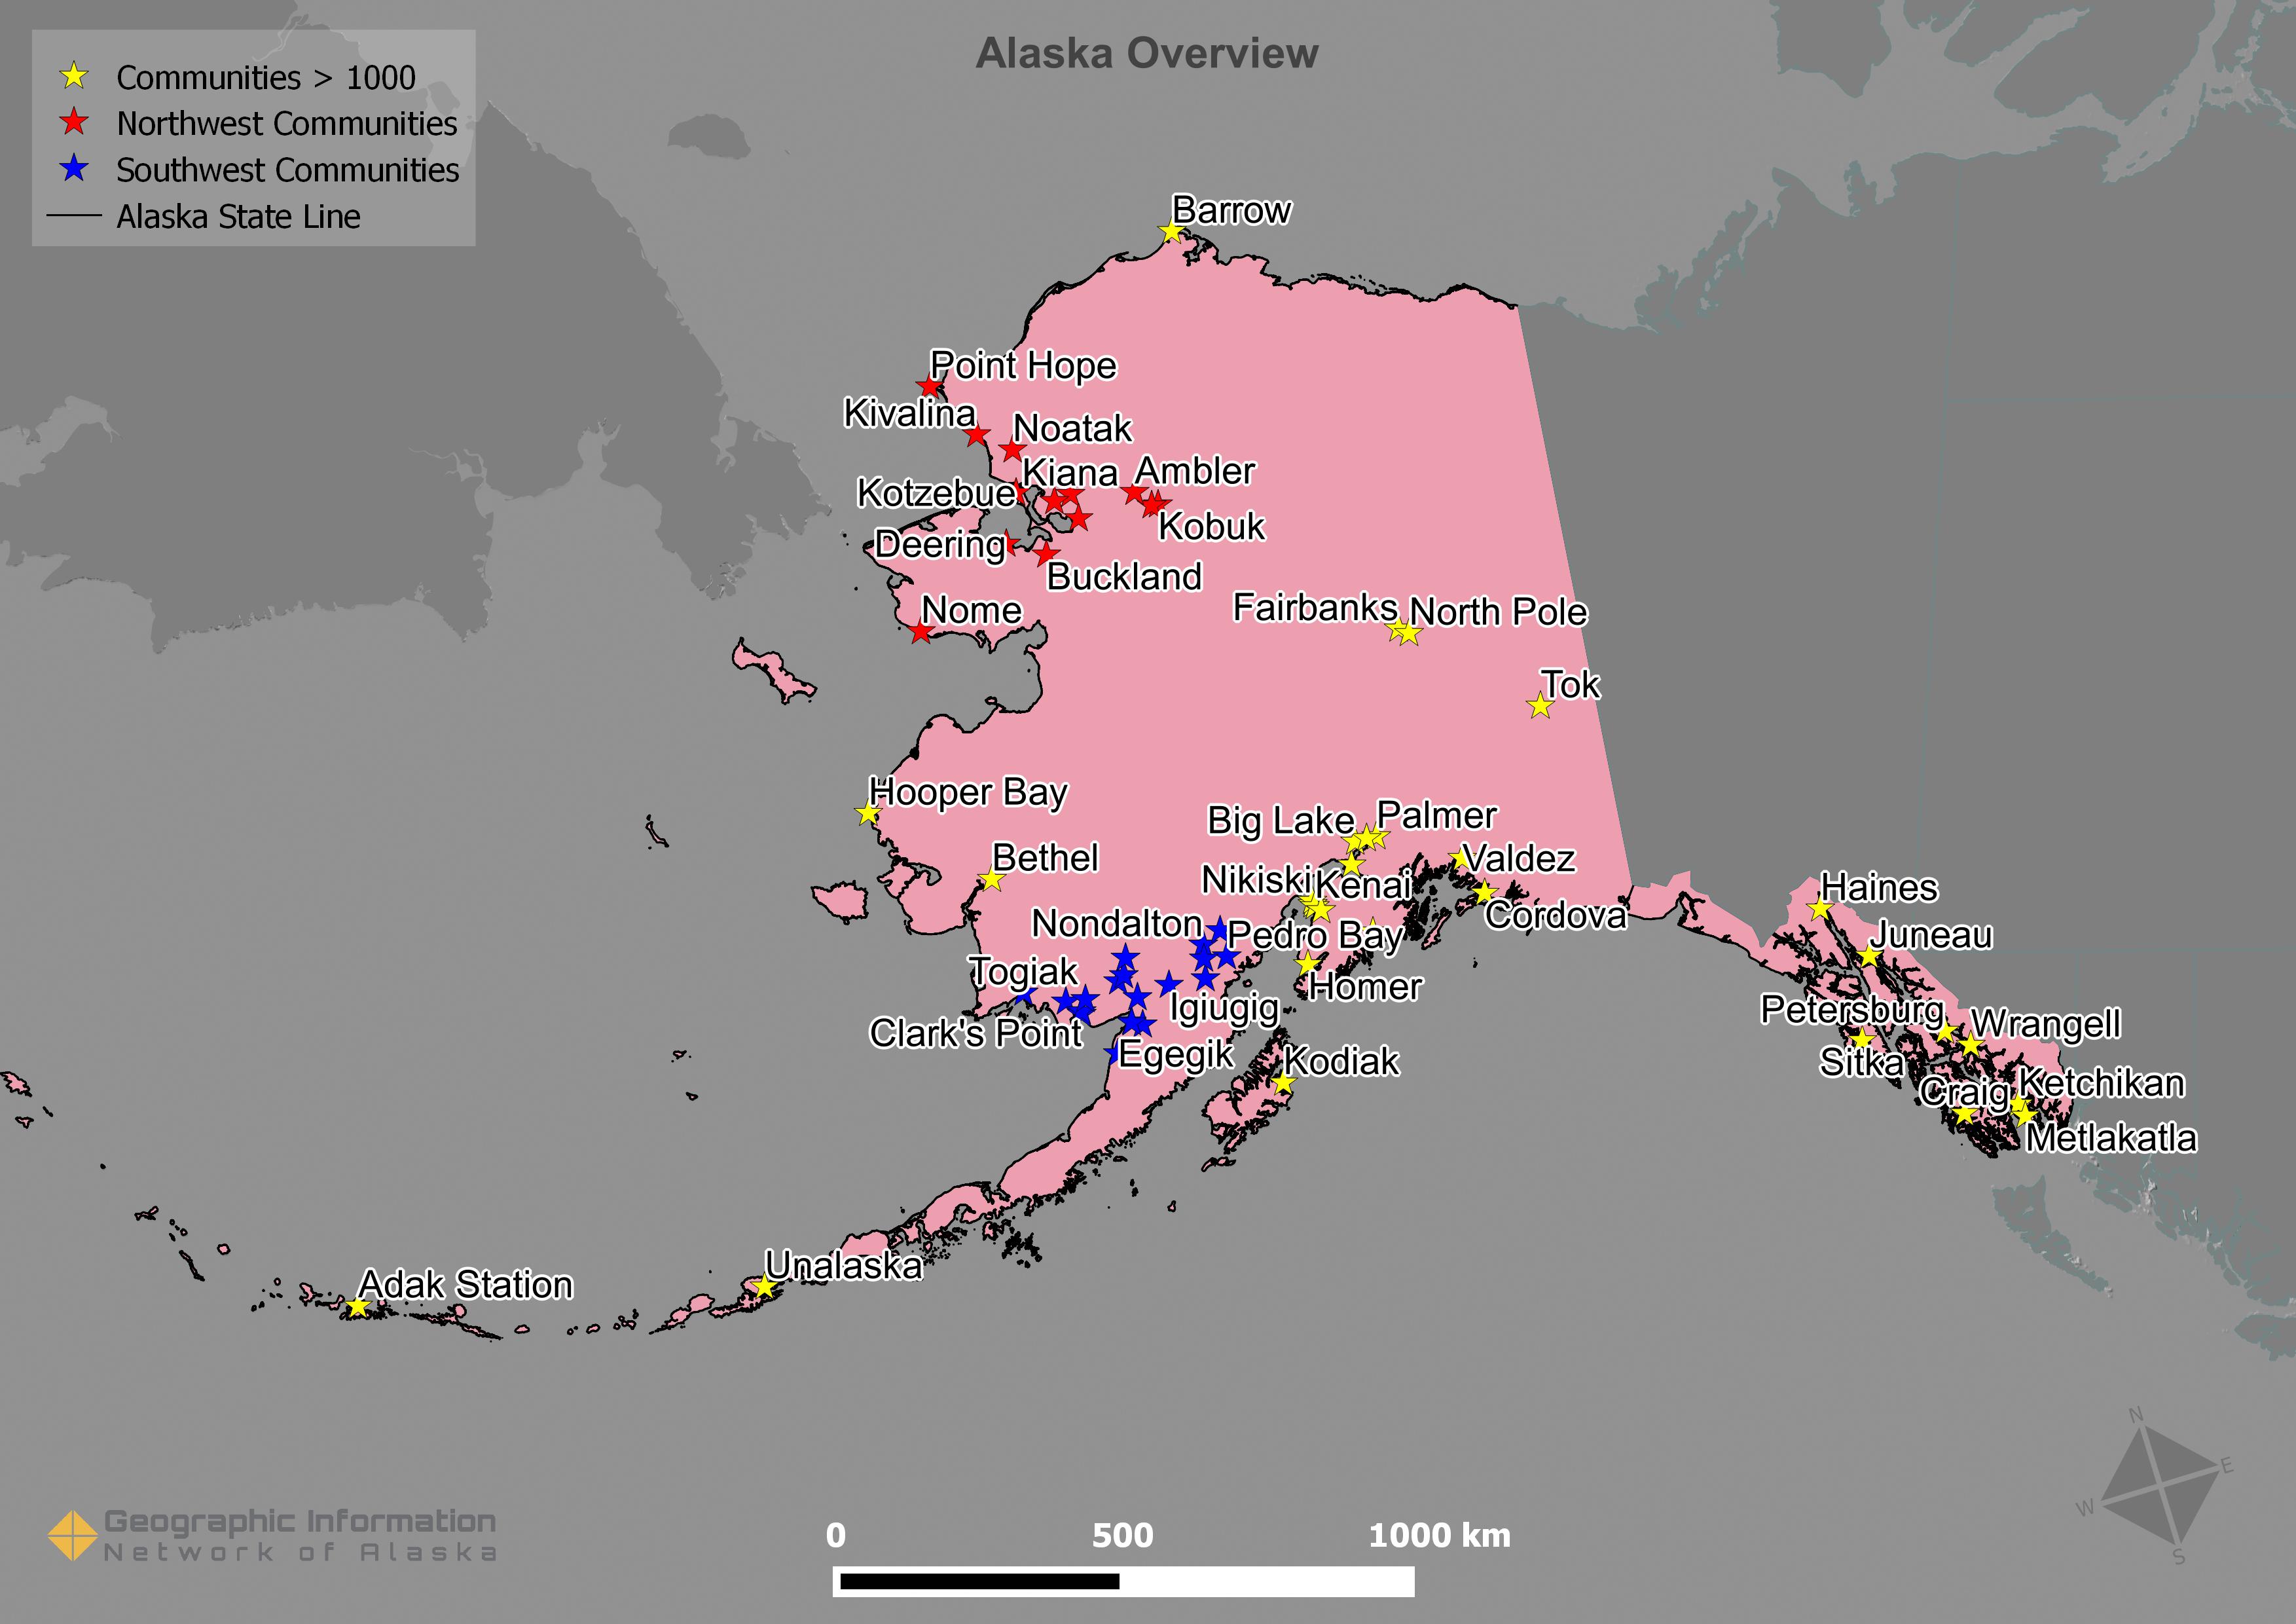 Alaska Overview
Communities > 1000
Northwest Communities
Southwest Communities
Alaska State Line
Barrow
Point Hope
Kivalina
Noatak
Kiana
Ambler
Kotzebue
Kobuk
Deering
Buckland
Nome
Fairbanks
North Pole
Tok
Hooper Bay
Big Lake
Palmer
Bethel
Valdez
Nikiski
Kenai
Haines
Cordova
Nondalton
Pedro Bay
Juneau
Togiak
Homer
Igiugig
Petersburg
Wrangell
Clark's Point
Egegik
Kodiak
Sitka
Craig
Ketchikan
Metlakatla
Unalaska
Adak Station
N
E
W
S
Geographic Information
Network of Alaska
0 500 1000 km